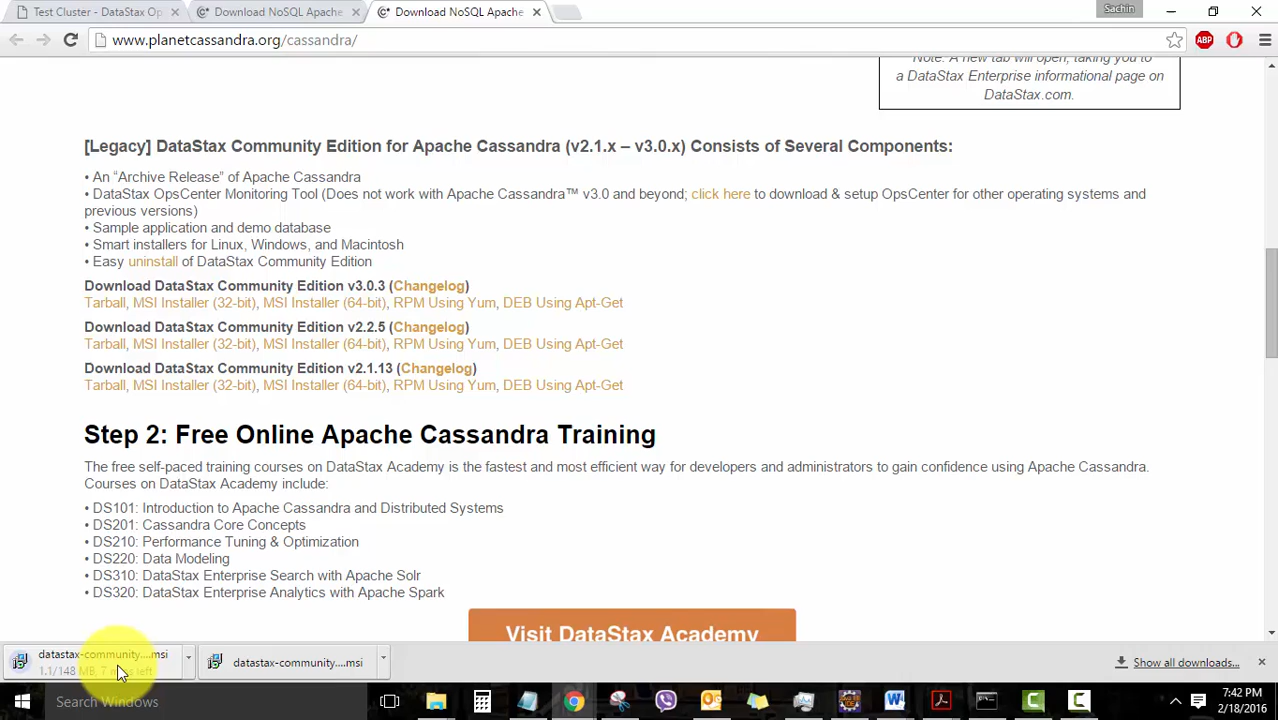 Test Cluster - DataStax Op
Download NoSQL Apache
Download NoSQL Apache
Sachin
www.planetcassandra.org/cassandra/
ABP
Note: A new tab will open, taking you to
a DataStax Enterprise informational page on
DataStax.com.
[Legacy] DataStax Community Edition for Apache Cassandra (v2.1.x – v3.0.x) Consists of Several Components:
• An “Archive Release” of Apache Cassandra
• DataStax OpsCenter Monitoring Tool (Does not work with Apache Cassandra™ v3.0 and beyond; click here to download & setup OpsCenter for other operating systems and
previous versions)
• Sample application and demo database
• Smart installers for Linux, Windows, and Macintosh
• Easy uninstall of DataStax Community Edition
Download DataStax Community Edition v3.0.3 (Changelog)
Tarball, MSI Installer (32-bit), MSI Installer (64-bit), RPM Using Yum, DEB Using Apt-Get
Download DataStax Community Edition v2.2.5 (Changelog)
Tarball, MSI Installer (32-bit), MSI Installer (64-bit), RPM Using Yum, DEB Using Apt-Get
Download DataStax Community Edition v2.1.13 (Changelog)
Tarball, MSI Installer (32-bit), MSI Installer (64-bit), RPM Using Yum, DEB Using Apt-Get
Step 2: Free Online Apache Cassandra Training
The free self-paced training courses on DataStax Academy is the fastest and most efficient way for developers and administrators to gain confidence using Apache Cassandra.
Courses on DataStax Academy include:
• DS101: Introduction to Apache Cassandra and Distributed Systems
• DS201: Cassandra Core Concepts
• DS210: Performance Tuning & Optimization
• DS220: Data Modeling
• DS310: DataStax Enterprise Search with Apache Solr
• DS320: DataStax Enterprise Analytics with Apache Spark
Visit DataStax Academy
datastax-community....msi
1.1/148 MB, 7 mins left
datastax-community....msi
Show all downloads...
Search Windows
7:42 PM
2/18/2016